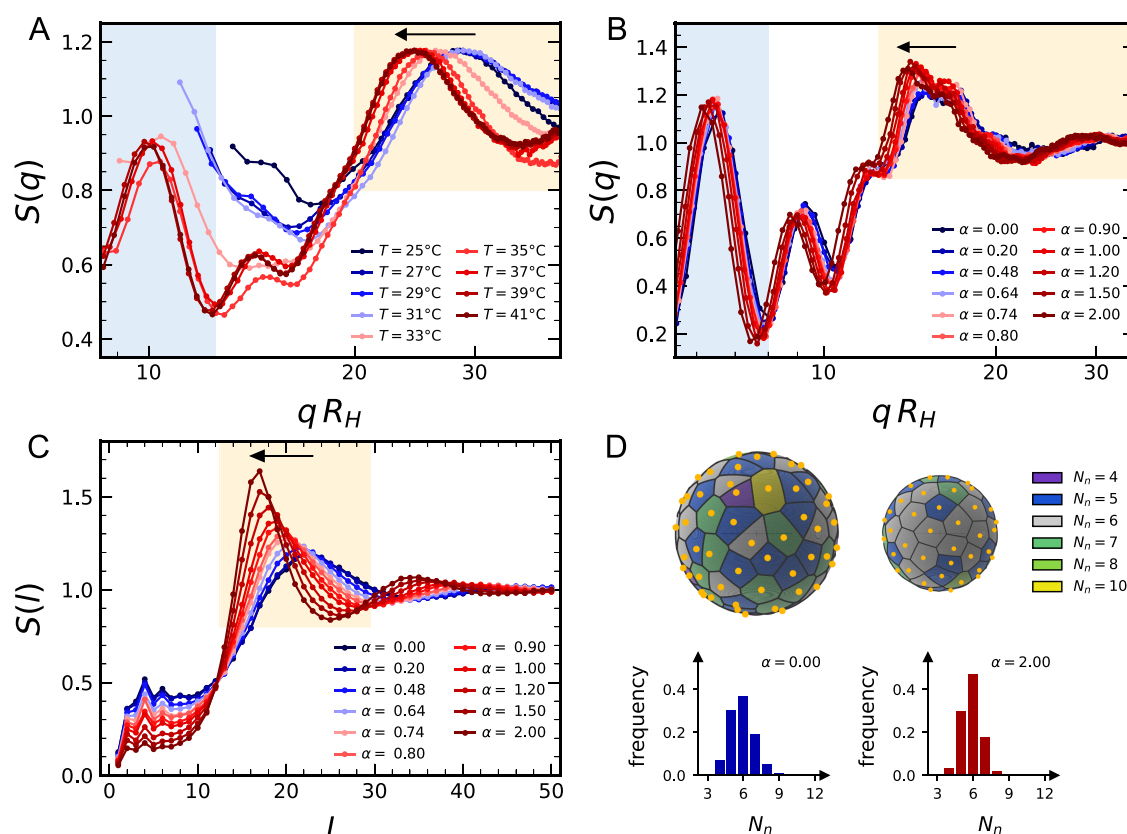 A
1.2
1.0
0.8
0.6
0.4
S(q)
T = 25°C
T = 27°C
T = 29°C
T = 31°C
T = 33°C
T = 35°C
T = 37°C
T = 39°C
T = 41°C
10
20
30
q R_H
B
1.4
1.2
1.0
0.8
0.6
0.4
0.2
S(q)
α = 0.00
α = 0.20
α = 0.48
α = 0.64
α = 0.74
α = 0.80
α = 0.90
α = 1.00
α = 1.20
α = 1.50
α = 2.00
10
20
30
q R_H
C
1.5
1.0
0.5
0.0
S(l)
α = 0.00
α = 0.20
α = 0.48
α = 0.64
α = 0.74
α = 0.80
α = 0.90
α = 1.00
α = 1.20
α = 1.50
α = 2.00
0
10
20
30
40
50
l
D
N_n = 4
N_n = 5
N_n = 6
N_n = 7
N_n = 8
N_n = 10
α = 0.00
frequency
0.4
0.2
0.0
3
6
9
12
N_n
α = 2.00
frequency
0.4
0.2
0.0
3
6
9
12
N_n